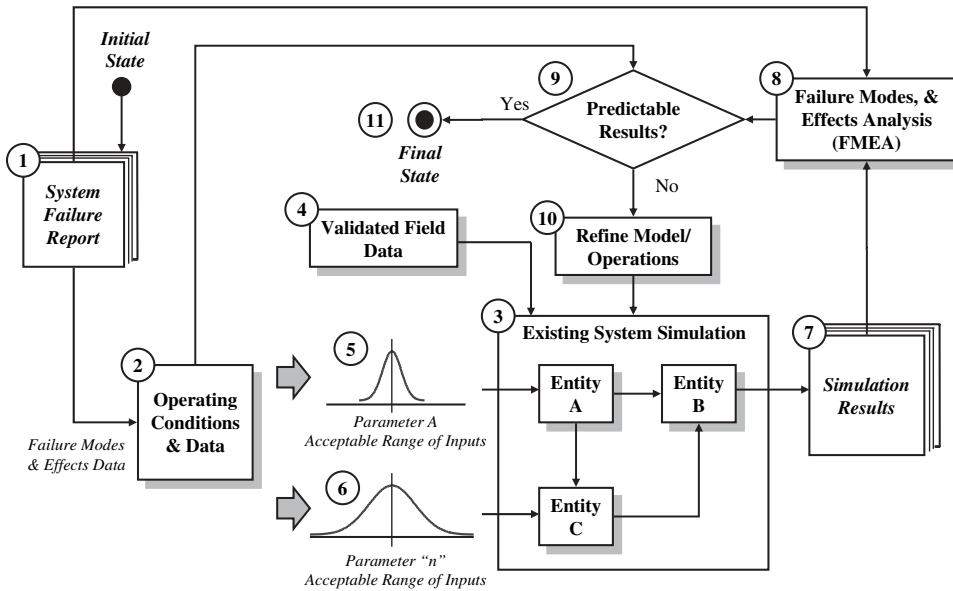 Initial
State
1
System
Failure
Report
Failure Modes
& Effects Data
2
Operating
Conditions
& Data
11
Final
State
Yes
9
Predictable
Results?
No
8
Failure Modes, &
Effects Analysis
(FMEA)
4
Validated Field
Data
10
Refine Model/
Operations
3
Existing System Simulation
5
Parameter A
Acceptable Range of Inputs
6
Parameter “n”
Acceptable Range of Inputs
Entity
A
Entity
B
Entity
C
7
Simulation
Results